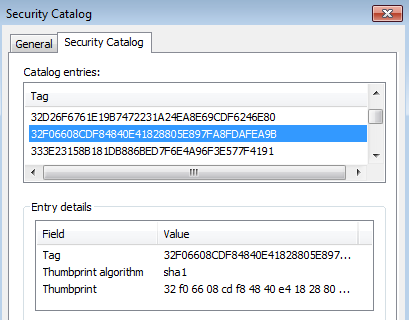 Security Catalog
General Security Catalog
Catalog entries:
Tag
32D26F6761E19B7472231A24EA8E69CDF6246E80
32F06608CDF84840E41828805E897FA8FDAFEA9B
333E23158B181DB886BED7F6E4A96F3E577F4191
Entry details
Field Value
Tag 32F06608CDF84840E41828805E897...
Thumbprint algorithm sha1
Thumbprint 32 f0 66 08 cd f8 48 40 e4 18 28 80 ...